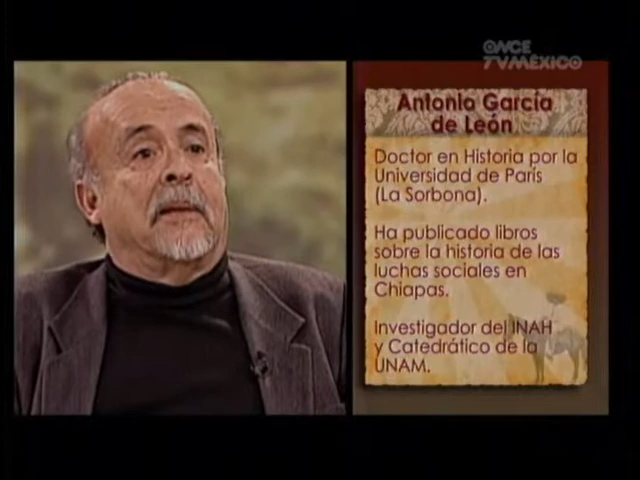 ONCE
TV MÉXICO
Antonio García
de León
Doctor en Historia por la
Universidad de París
(La Sorbona).
Ha publicado libros
sobre la historia de las
luchas sociales en
Chiapas.
Investigador del INAH
y Catedrático de la
UNAM.